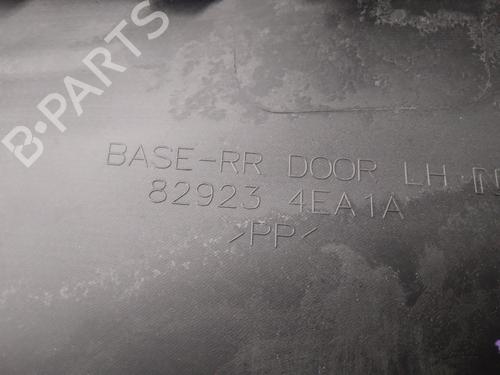 B-PARTS
BASE-RR DOOR LH
82923 4EA1A
>PP<